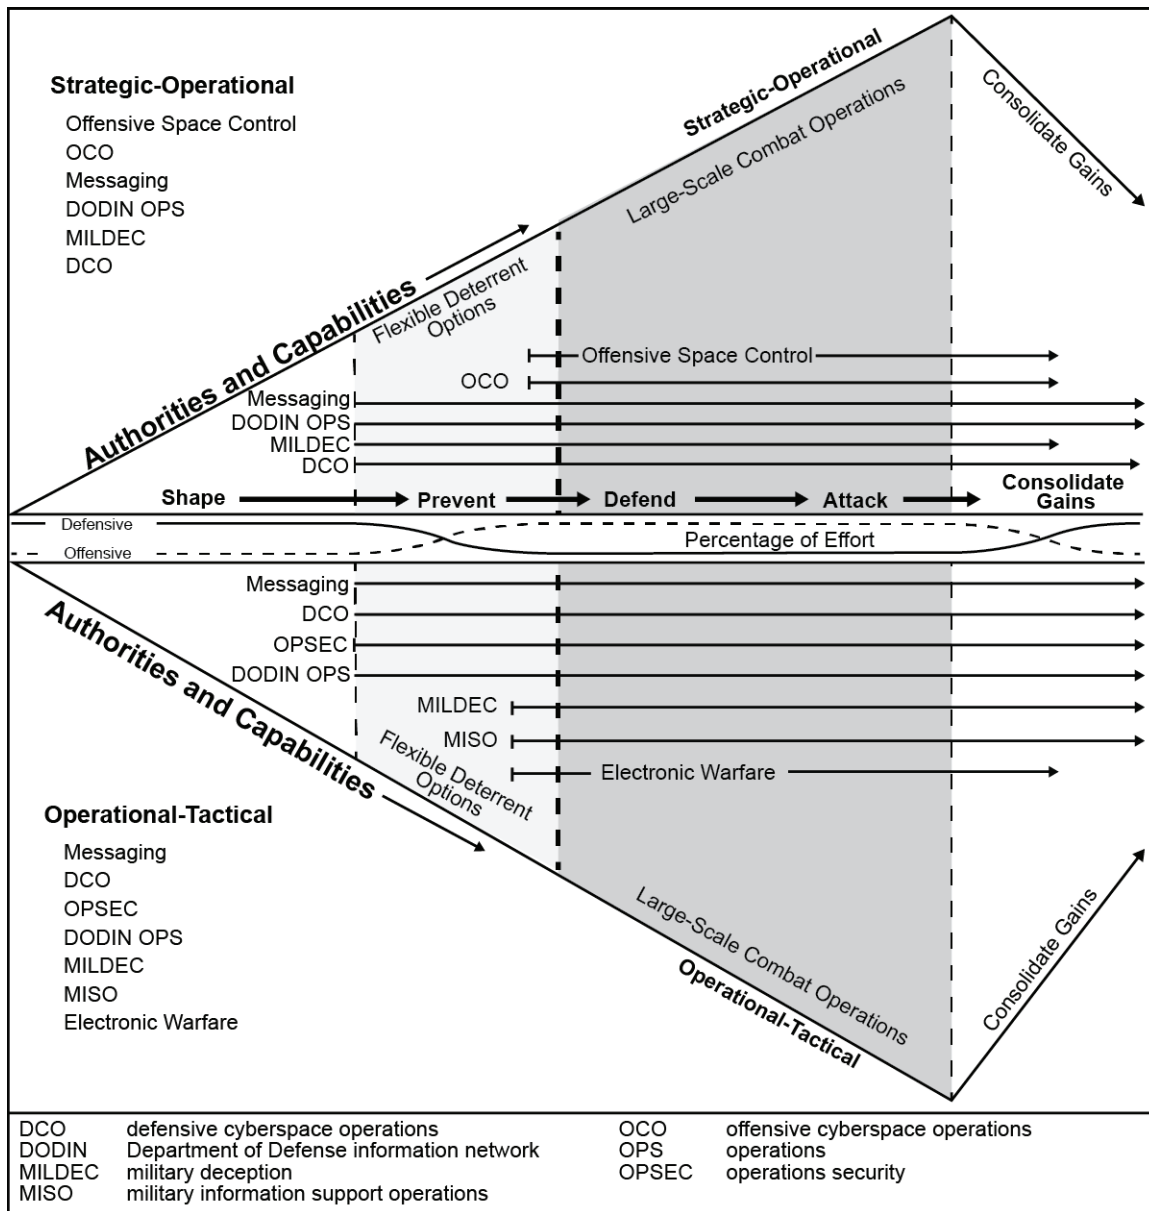 Strategic-Operational
Offensive Space Control
OCO
Messaging
DODIN OPS
MILDEC
DCO
Strategic-Operational
Large-Scale Combat Operations
Consolidate Gains
Authorities and Capabilities
Flexible Deterrent
Options
Offensive Space Control
OCO
Messaging
DODIN OPS
MILDEC
DCO
Shape
Prevent
Defend
Attack
Consolidate
Gains
Defensive
Offensive
Percentage of Effort
Messaging
DCO
OPSEC
DODIN OPS
MILDEC
MISO
Electronic Warfare
Authorities and Capabilities
Flexible Deterrent
Options
Large-Scale Combat Operations
Operational-Tactical
Consolidate Gains
Operational-Tactical
Messaging
DCO
OPSEC
DODIN OPS
MILDEC
MISO
Electronic Warfare
DCO defensive cyberspace operations
DODIN Department of Defense information network
MILDEC military deception
MISO military information support operations
OCO offensive cyberspace operations
OPS operations
OPSEC operations security